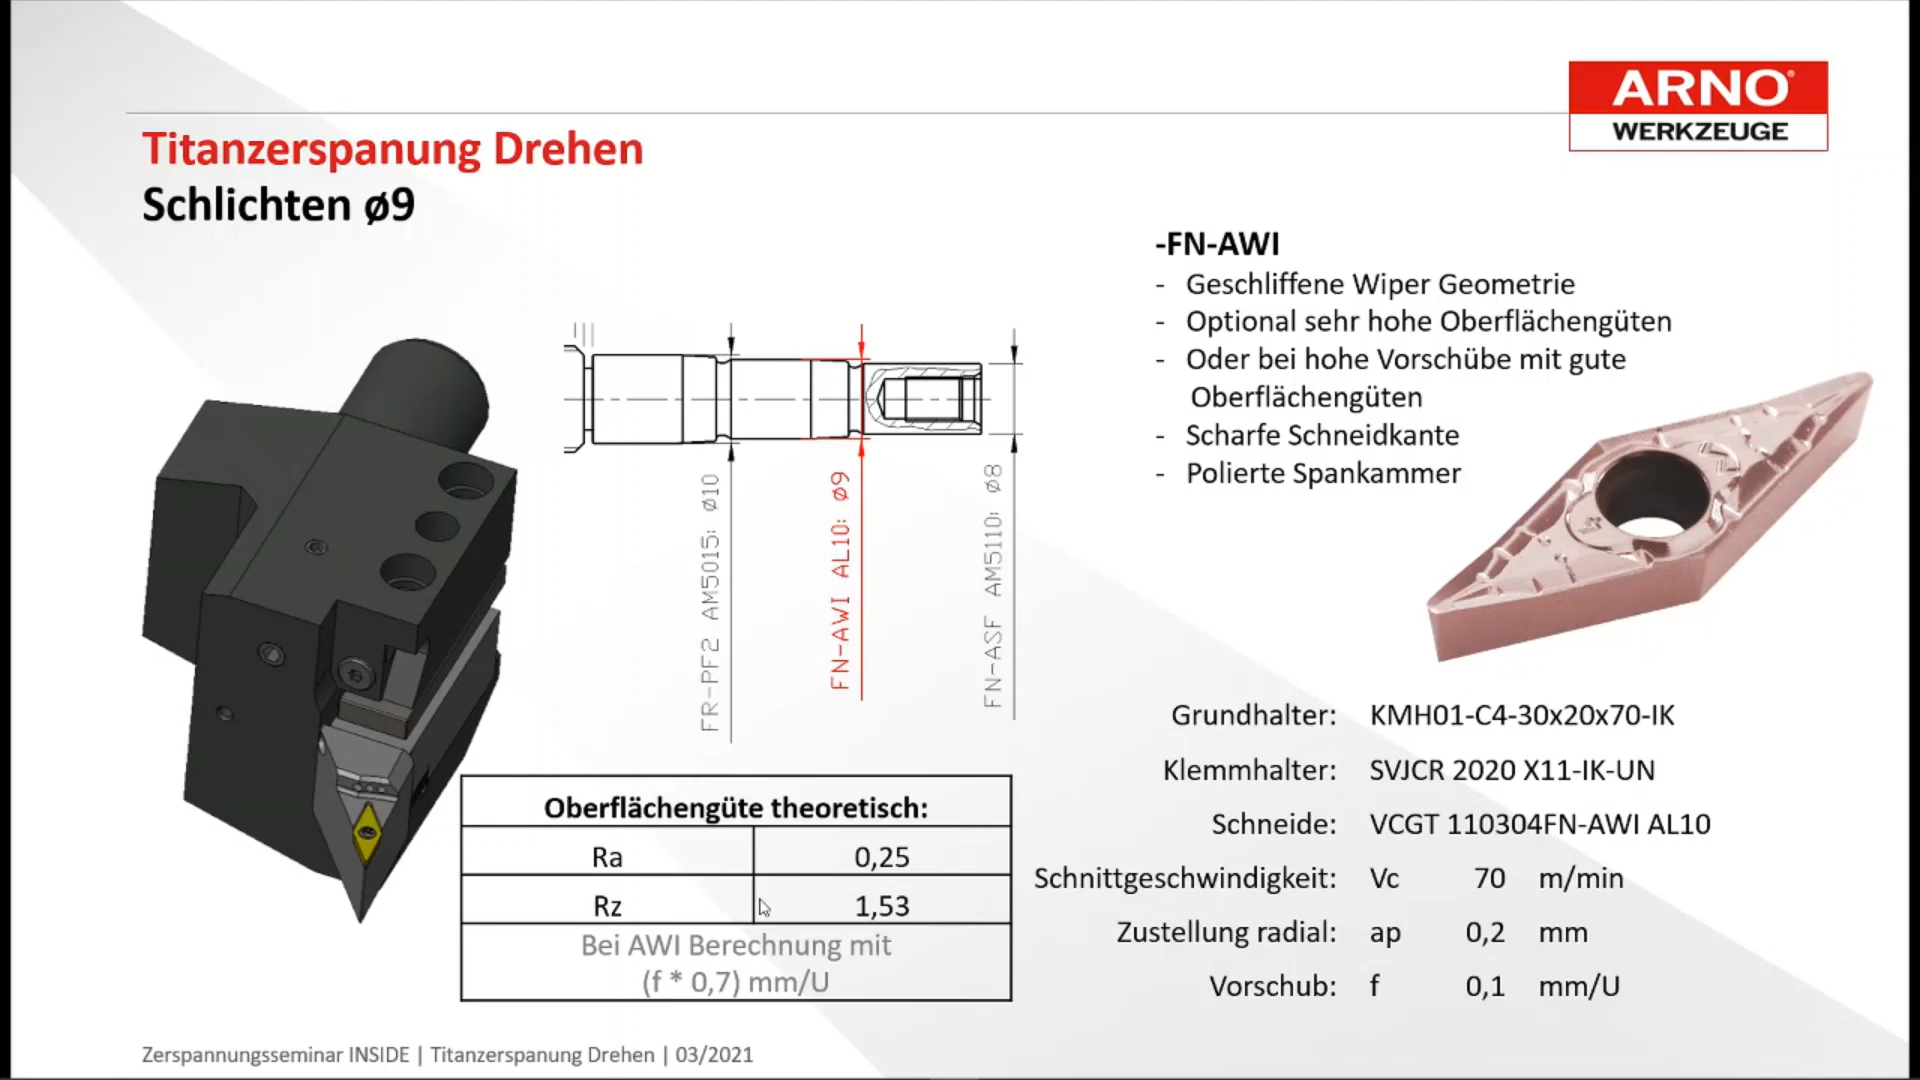 ARNO®
WERKZEUGE
Titanzerspanung Drehen
Schlichten ø9
-FN-AWI
- Geschliffene Wiper Geometrie
- Optional sehr hohe Oberflächengüten
- Oder bei hohe Vorschübe mit gute
Oberflächengüten
- Scharfe Schneidkante
- Polierte Spankammer
FR-PF2 AM5015: ø10
FN-AWI AL10: ø9
FN-ASF AM5110: ø8
Grundhalter: KMH01-C4-30x20x70-IK
Klemmhalter: SVJCR 2020 X11-IK-UN
Schneide: VCGT 110304FN-AWI AL10
Schnittgeschwindigkeit: Vc 70 m/min
Zustellung radial: ap 0,2 mm
Vorschub: f 0,1 mm/U
Oberflächengüte theoretisch:
Ra 0,25
Rz 1,53
Bei AWI Berechnung mit
(f * 0,7) mm/U
Zerspannungsseminar INSIDE | Titanzerspanung Drehen | 03/2021